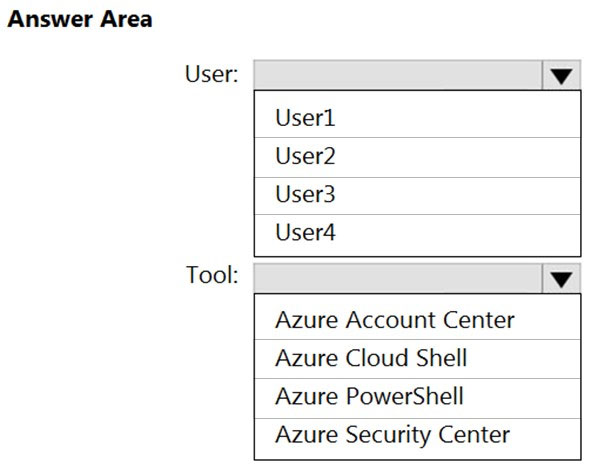 Answer Area
User:
User1
User2
User3
User4
Tool:
Azure Account Center
Azure Cloud Shell
Azure PowerShell
Azure Security Center